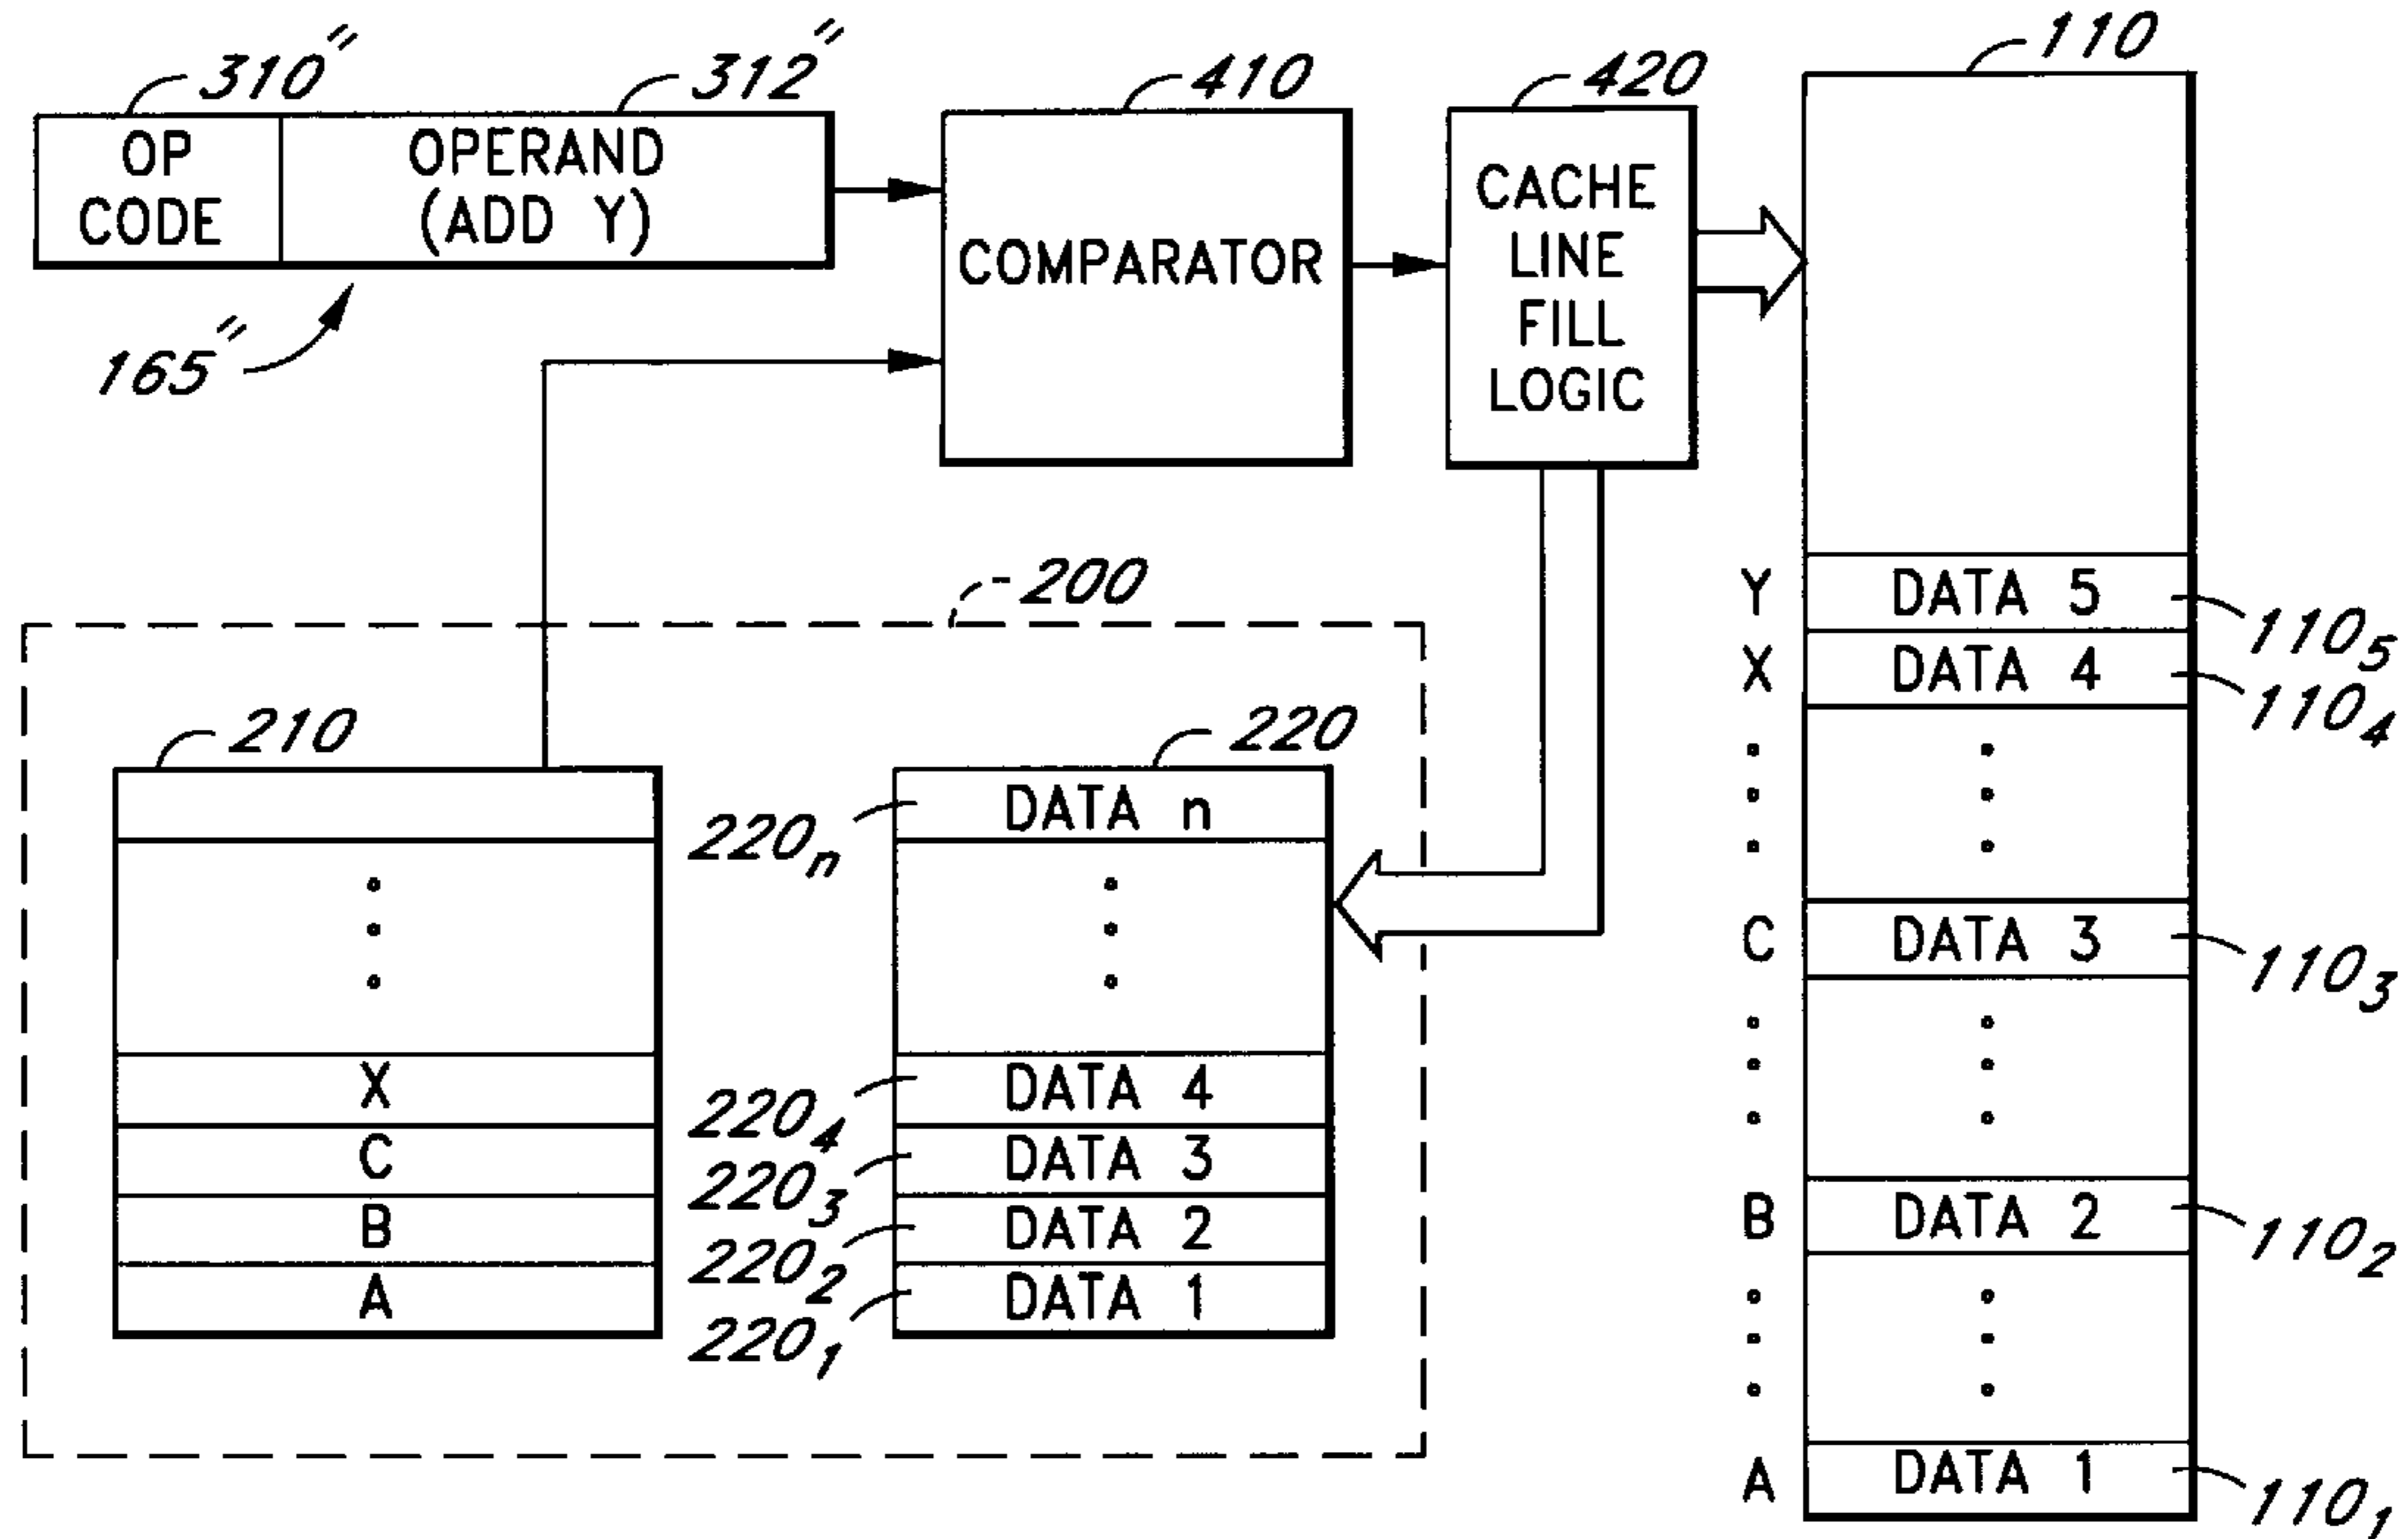 310"
312"
410
420
110
OP
CODE
OPERAND
(ADD Y)
165"
COMPARATOR
CACHE
LINE
FILL
LOGIC
200
210
X
C
B
A
220
220n
DATA n
220₄
DATA 4
220₃
DATA 3
220₂
DATA 2
220₁
DATA 1
Y
DATA 5
110₅
X
DATA 4
110₄
C
DATA 3
110₃
B
DATA 2
110₂
A
DATA 1
110₁